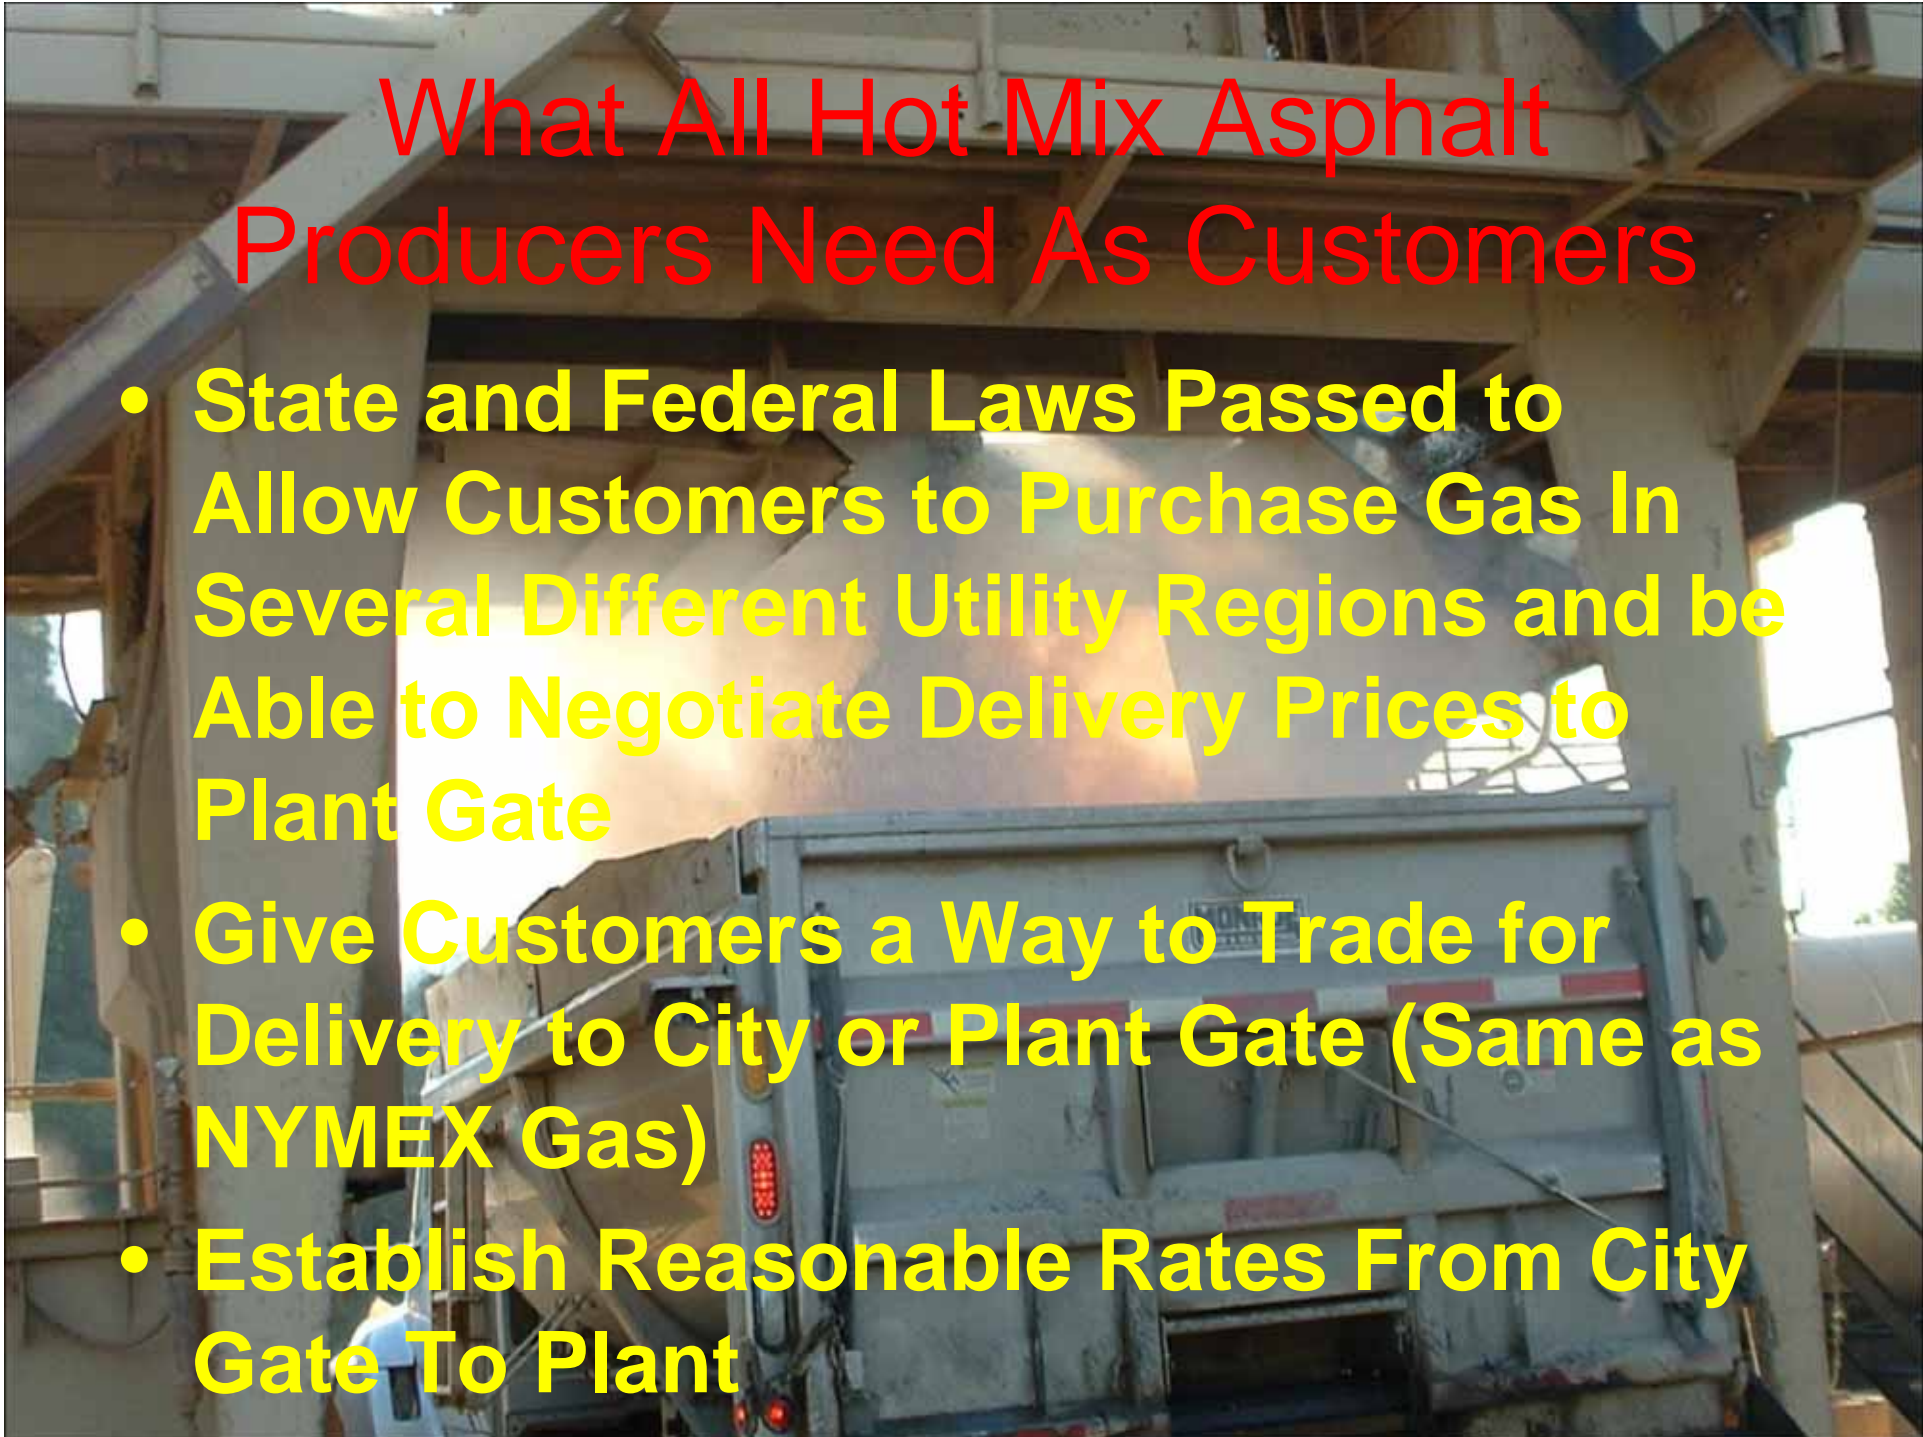 What All Hot Mix Asphalt
Producers Need As Customers
• State and Federal Laws Passed to
Allow Customers to Purchase Gas In
Several Different Utility Regions and be
Able to Negotiate Delivery Prices to
Plant Gate
• Give Customers a Way to Trade for
Delivery to City or Plant Gate (Same as
NYMEX Gas)
• Establish Reasonable Rates From City
Gate To Plant